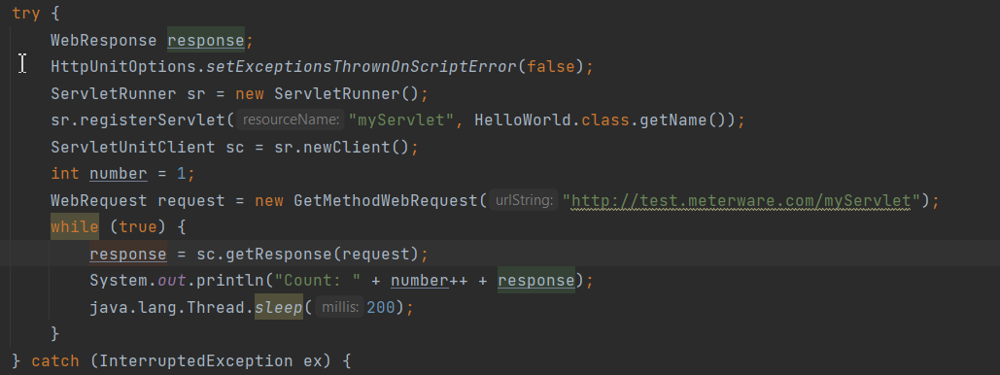 try {
WebResponse response;
HttpUnitOptions.setExceptionsThrownOnScriptError(false);
ServletRunner sr = new ServletRunner();
sr.registerServlet( resourceName: "myServlet", HelloWorld.class.getName());
ServletUnitClient sc = sr.newClient();
int number = 1;
WebRequest request = new GetMethodWebRequest( urlString: "http://test.meterware.com/myServlet");
while (true) {
response = sc.getResponse(request);
System.out.println("Count: " + number++ + response);
java.lang.Thread.sleep( millis: 200);
}
} catch (InterruptedException ex) {